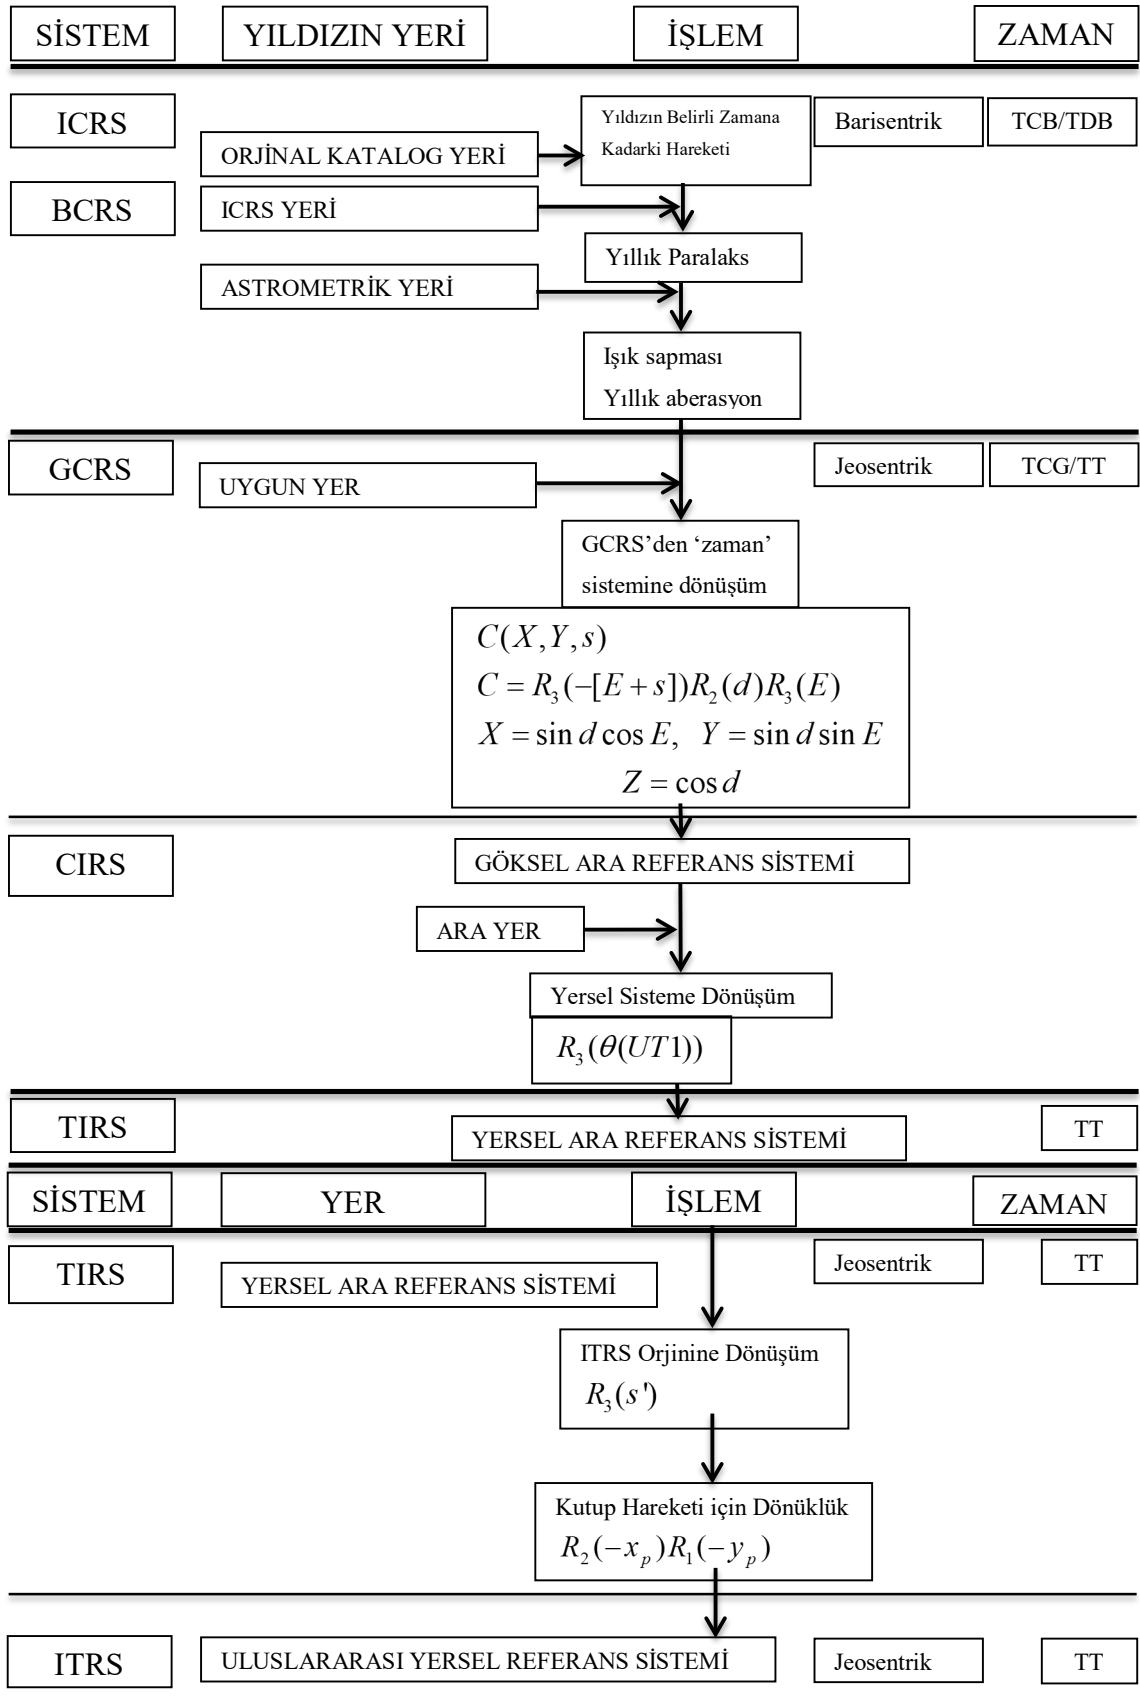 SİSTEM YILDIZIN YERİ İŞLEM ZAMAN
ICRS
Yıldızın Belirli Zamana
Kadarki Hareketi
Barisentrik
TCB/TDB
ORJİNAL KATALOG YERİ
BCRS
ICRS YERİ
Yıllık Paralaks
ASTROMETRİK YERİ
Işık sapması
Yıllık aberasyon
GCRS
Jeosentrik
TCG/TT
UYGUN YER
GCRS’den ‘zaman’
sistemine dönüşüm
C(X,Y,s)
C = R₃(−[E + s])R₂(d)R₃(E)
X = sin d cos E, Y = sin d sin E
Z = cos d
CIRS
GÖKSEL ARA REFERANS SİSTEMİ
ARA YER
Yersel Sisteme Dönüşüm
R₃(θ(UT1))
TIRS
YERSEL ARA REFERANS SİSTEMİ
TT
SİSTEM YER İŞLEM ZAMAN
TIRS
Jeosentrik
TT
YERSEL ARA REFERANS SİSTEMİ
ITRS Orjinine Dönüşüm
R₃(s')
Kutup Hareketi için Dönüklük
R₂(−xₚ)R₁(−yₚ)
ITRS
ULUSLARARASI YERSEL REFERANS SİSTEMİ
Jeosentrik
TT